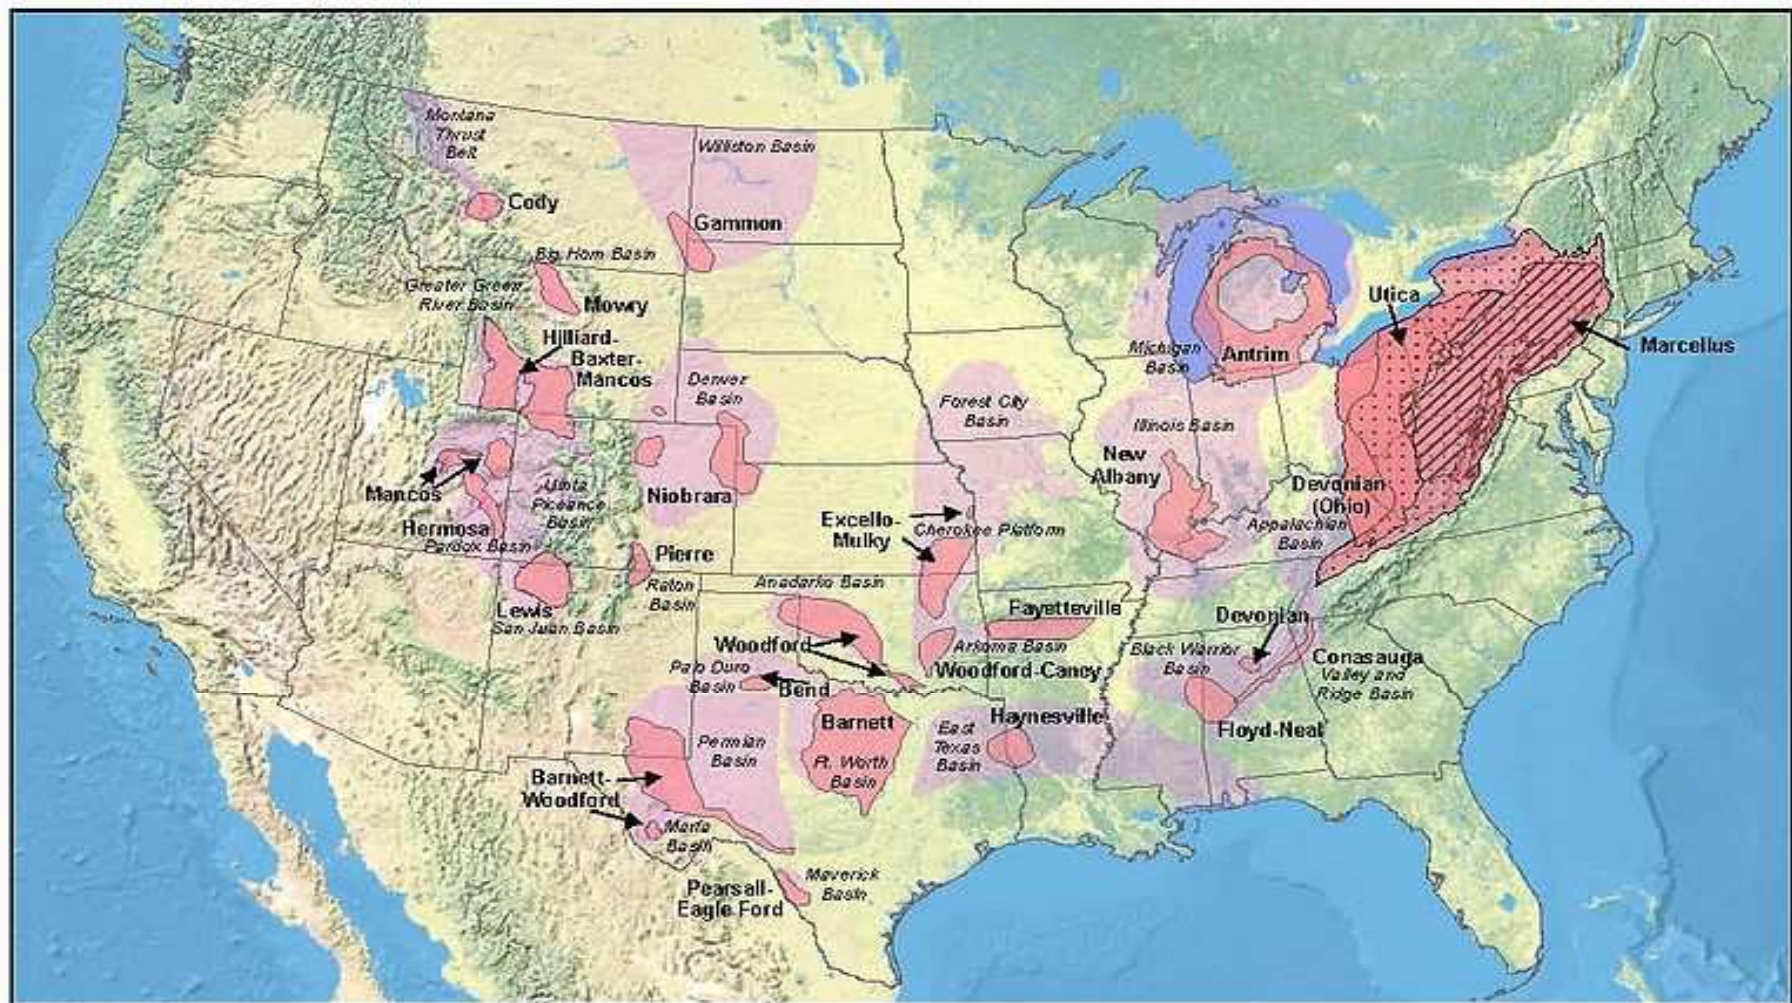 Montana
Thrust
Belt
Williston Basin
Cody
Gammon
Big Horn Basin
Greater Green
River Basin
Mowry
Utica
Hilliard-
Baxter-
Mancos
Michigan
Basin
Antrim
Marcellus
Denver
Basin
Forest City
Basin
Illinois Basin
New
Albany
Mancos
Uinta
Piceance
Basin
Niobrara
Devonian
(Ohio)
Hermosa
Pardox Basin
Excello-
Mulky
Cherokee Platform
Appalachian
Basin
Pierre
Raton
Basin
Anadarko Basin
Lewis
San Juan Basin
Fayetteville
Devonian
Woodford
Arkoma Basin
Black Warrior
Basin
Conasauga
Valley and
Ridge Basin
Palo Duro
Basin
Bend
Woodford-Caney
Barnett
Ft. Worth
Basin
Haynesville
East
Texas
Basin
Floyd-Neal
Permian
Basin
Barnett-
Woodford
Marfa
Basin
Pearsall-
Eagle Ford
Maverick
Basin